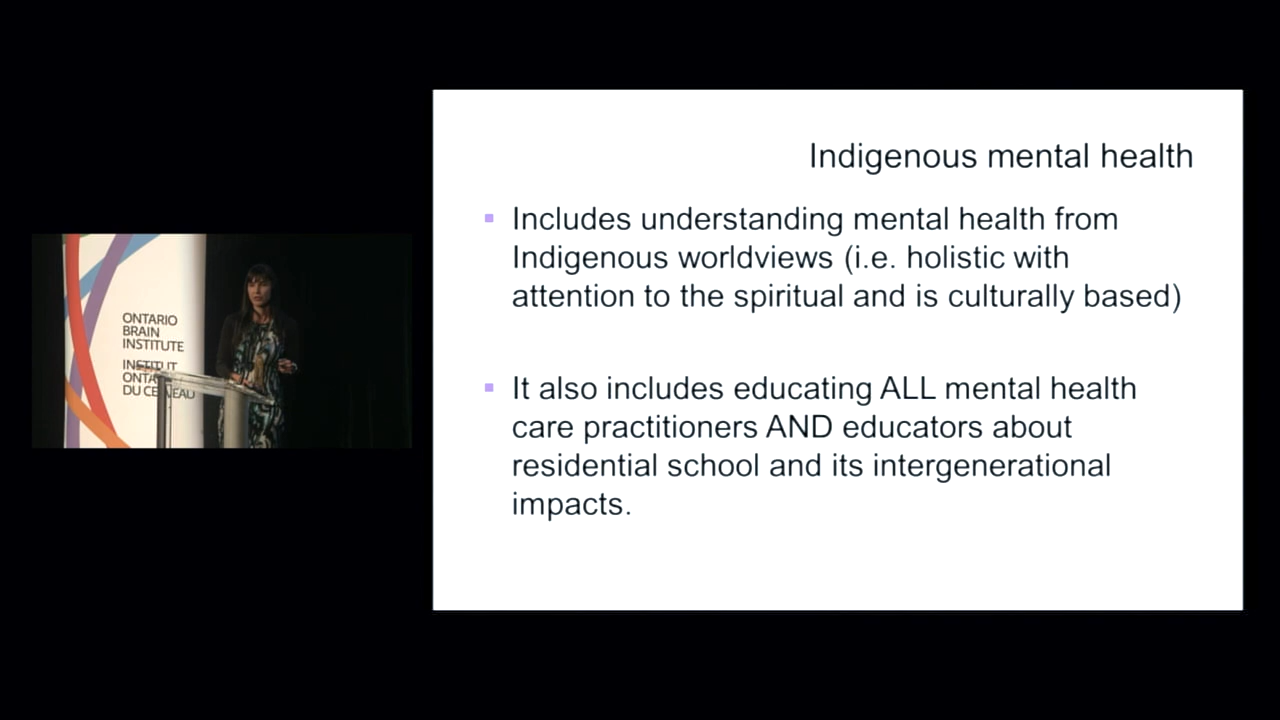 ONTARIO
BRAIN
INSTITUTE
INSTITUT
DU
Indigenous mental health
Includes understanding mental health from
Indigenous worldviews (i.e. holistic with
attention to the spiritual and is culturally based)
It also includes educating ALL mental health
care practitioners AND educators about
residential school and its intergenerational
impacts.